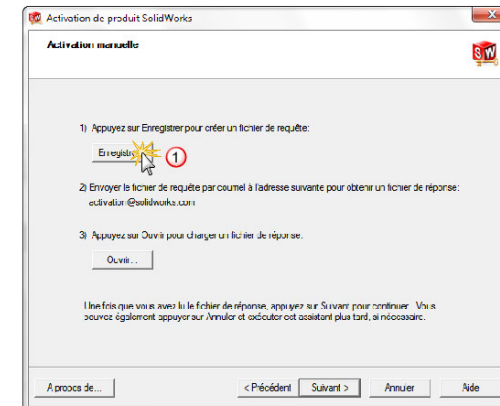 Activation de produit SolidWorks
Activation manuelle
SW
1) Appuyez sur Enregistrer pour créer un fichier de requête:
Enregistr
1
2) Envoyer le fichier de requête par courriel à l'adresse suivante pour obtenir un fichier de réponse:
activation@solidworks.com
3) Appuyez sur Ouvrir pour charger un fichier de réponse.
Ouvrir...
Une fois que vous avez lu le fichier de réponse, appuyez sur Suivant pour continuer. Vous
pouvez également appuyer sur Annuler et exécuter cet assistant plus tard, si nécessaire.
A propos de... < Précédent Suivant > Annuler Aide